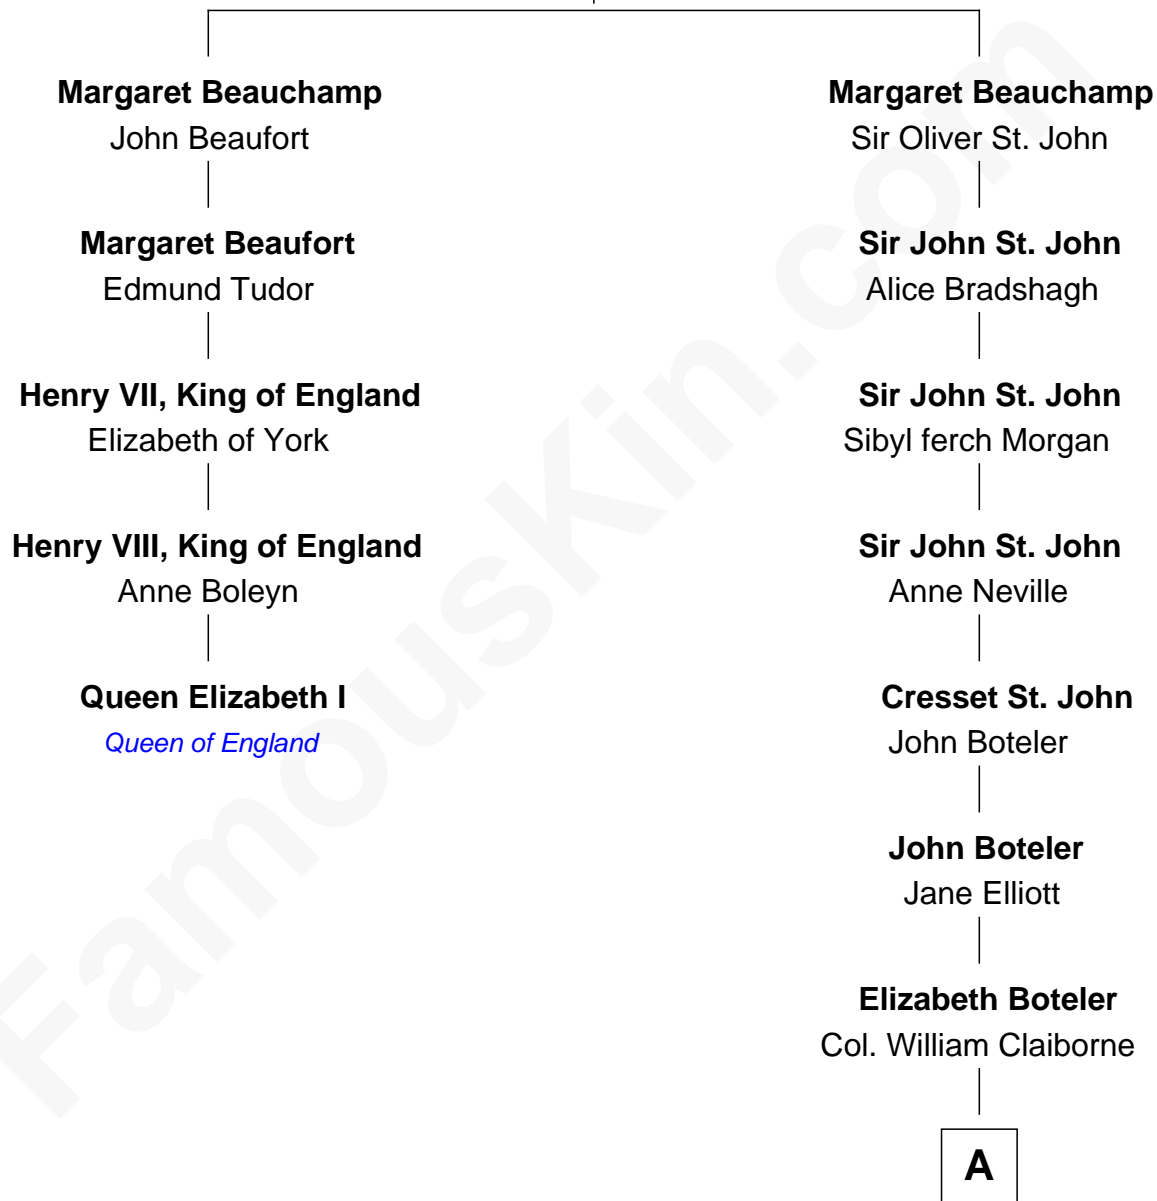 Margaret Beauchamp
John Beaufort
Margaret Beaufort
Edmund Tudor
Henry VII, King of England
Elizabeth of York
Henry VIII, King of England
Anne Boleyn
Queen Elizabeth I
Queen of England
Margaret Beauchamp
Sir Oliver St. John
Sir John St. John
Alice Bradshagh
Sir John St. John
Sibyl ferch Morgan
Sir John St. John
Anne Neville
Cresset St. John
John Boteler
John Boteler
Jane Elliott
Elizabeth Boteler
Col. William Claiborne
A
FamousKin.com